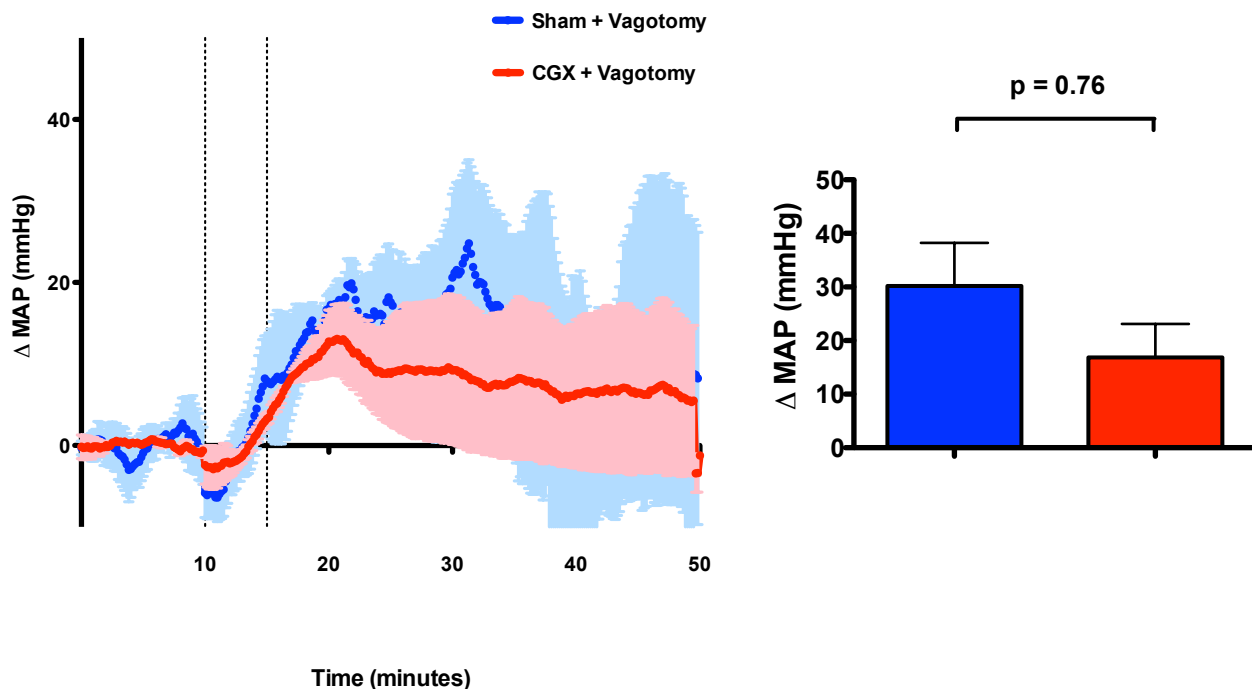 Sham + Vagotomy
CGX + Vagotomy
Δ MAP (mmHg)
40
20
0
10
20
30
40
50
Time (minutes)
p = 0.76
Δ MAP (mmHg)
50
40
30
20
10
0